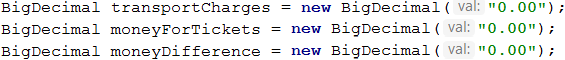 BigDecimal transportCharges = new BigDecimal( val: "0.00");
BigDecimal moneyForTickets = new BigDecimal( val: "0.00");
BigDecimal moneyDifference = new BigDecimal( val: "0.00");